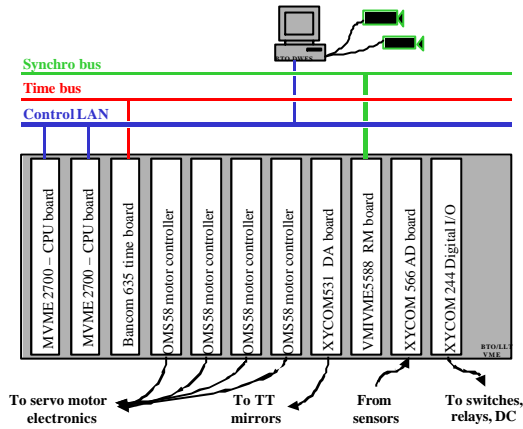 BTO DWFS
Synchro bus
Time bus
Control LAN
MVME 2700 – CPU board
MVME 2700 – CPU board
Bancom 635 time board
OMS58 motor controller
OMS58 motor controller
OMS58 motor controller
OMS58 motor controller
XYCOM531 DA board
VMIVME5588 RM board
XYCOM 566 AD board
XYCOM 244 Digital I/O
BTO/LLT
VME
To servo motor
electronics
To TT
mirrors
From
sensors
To switches,
relays, DC